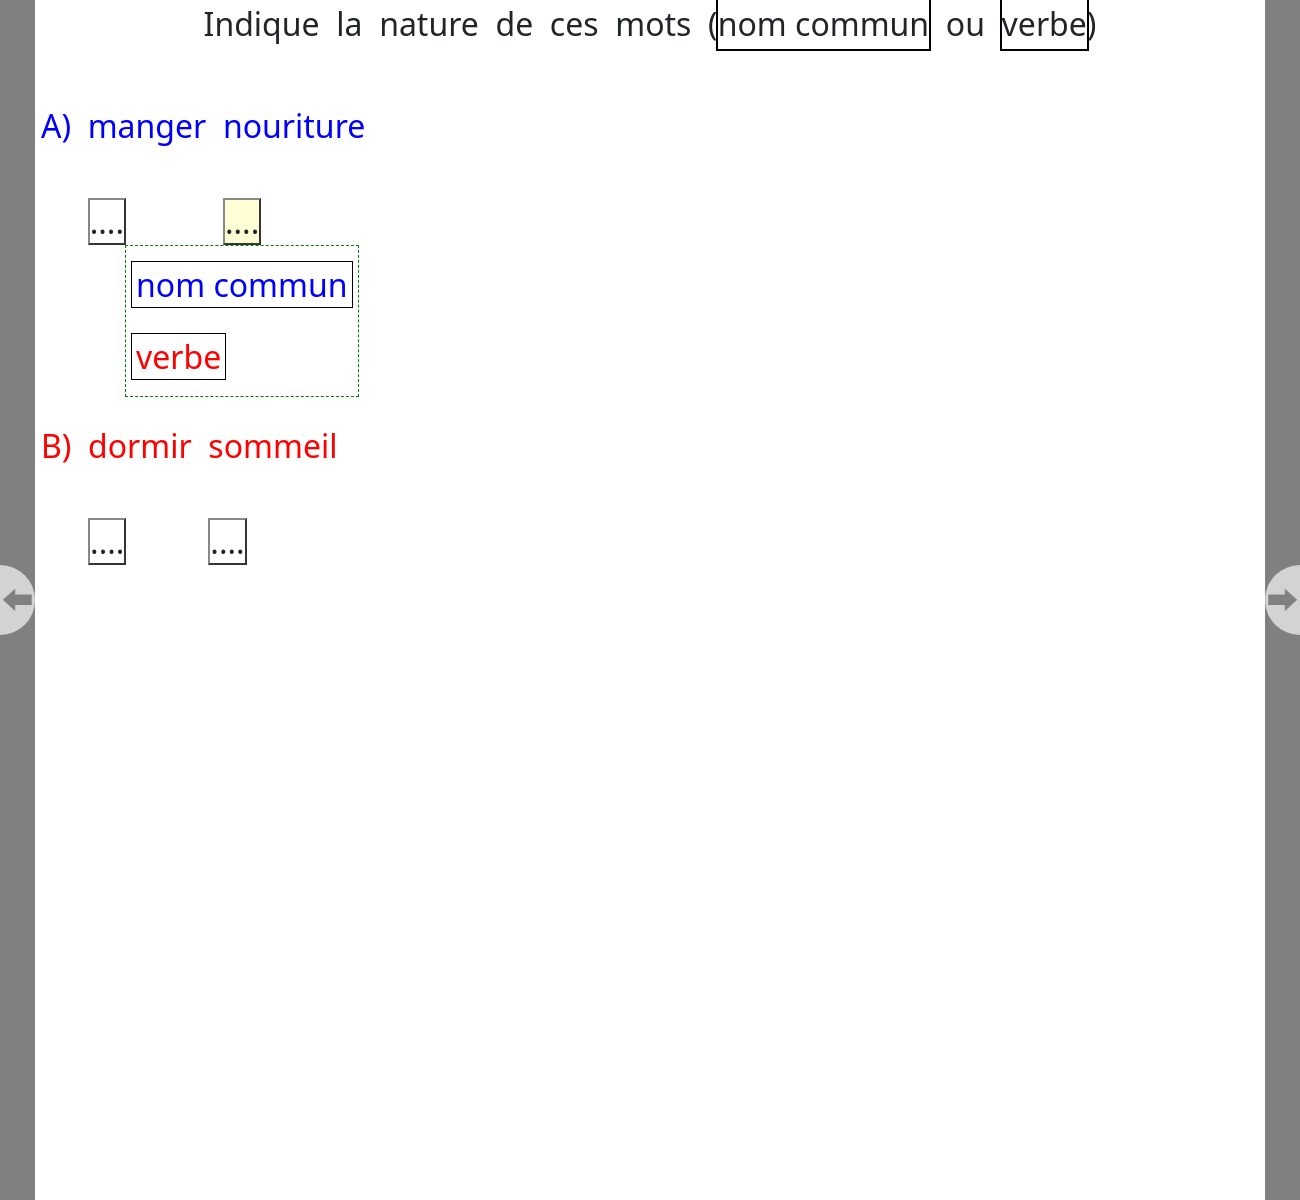 Indique la nature de ces mots (nom commun ou verbe)
A) manger nouriture
.... ....
nom commun
verbe
B) dormir sommeil
.... ....